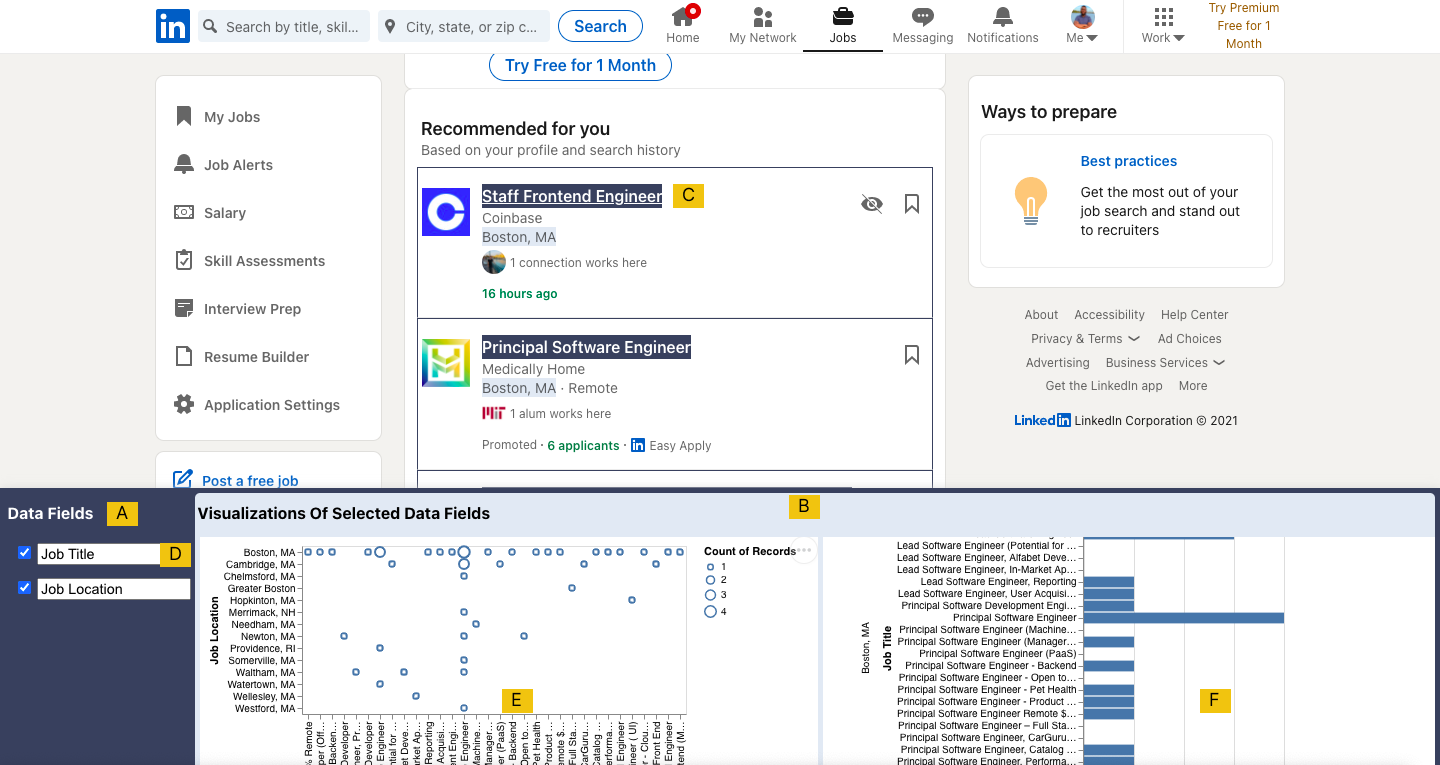 in
Search by title, skil...
City, state, or zip c...
Search
Home
My Network
Jobs
Messaging
Notifications
Me
Work
Try Premium
Free for 1
Month
Try Free for 1 Month
My Jobs
Job Alerts
Salary
Skill Assessments
Interview Prep
Resume Builder
Application Settings
Post a free job
Recommended for you
Based on your profile and search history
Staff Frontend Engineer
C
Coinbase
Boston, MA
1 connection works here
16 hours ago
Principal Software Engineer
Medically Home
Boston, MA · Remote
1 alum works here
Promoted · 6 applicants · in Easy Apply
Ways to prepare
Best practices
Get the most out of your
job search and stand out
to recruiters
About Accessibility Help Center
Privacy & Terms Ad Choices
Advertising Business Services
Get the LinkedIn app More
LinkedIn LinkedIn Corporation © 2021
Data Fields
A
Job Title
D
Job Location
Visualizations Of Selected Data Fields
B
Job Location
Boston, MA
Cambridge, MA
Chelmsford, MA
Greater Boston
Hopkinton, MA
Merrimack, NH
Needham, MA
Newton, MA
Providence, RI
Somerville, MA
Waltham, MA
Watertown, MA
Wellesley, MA
Westford, MA
E
Count of Records
1
2
3
4
Boston, MA
Job Title
Lead Software Engineer (Potential for ...
Lead Software Engineer, Alfabet Deve...
Lead Software Engineer, In-Market Ap...
Lead Software Engineer, Reporting
Lead Software Engineer, User Acquisi...
Principal Software Development Engi...
Principal Software Engineer
Principal Software Engineer (Machine...
Principal Software Engineer (Manager...
Principal Software Engineer (PaaS)
Principal Software Engineer - Backend
Principal Software Engineer - Open to...
Principal Software Engineer - Pet Health
Principal Software Engineer - Product ...
Principal Software Engineer Remote $...
Principal Software Engineer – Full Sta...
Principal Software Engineer, CarGuru...
Principal Software Engineer, Catalog ...
Principal Software Engineer, Performa...
F